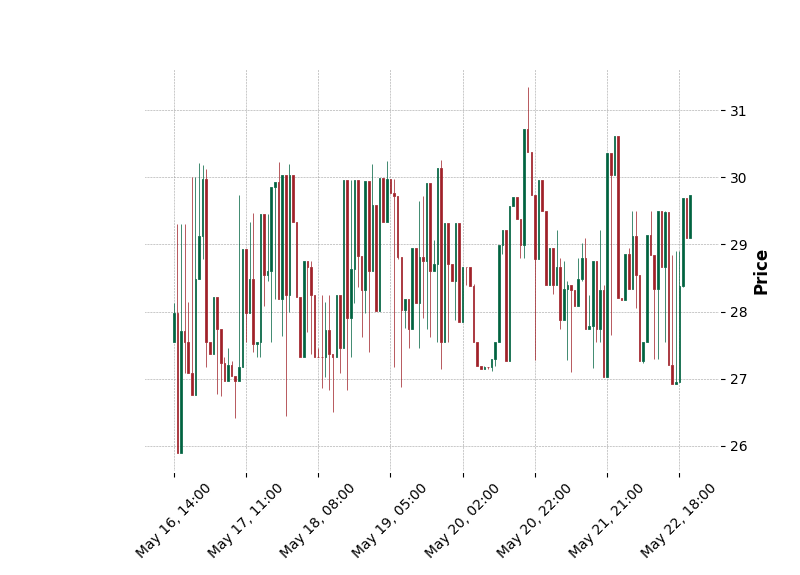 31
30
29
28
27
26
Price
May 16, 14:00
May 17, 11:00
May 18, 08:00
May 19, 05:00
May 20, 02:00
May 20, 22:00
May 21, 21:00
May 22, 18:00